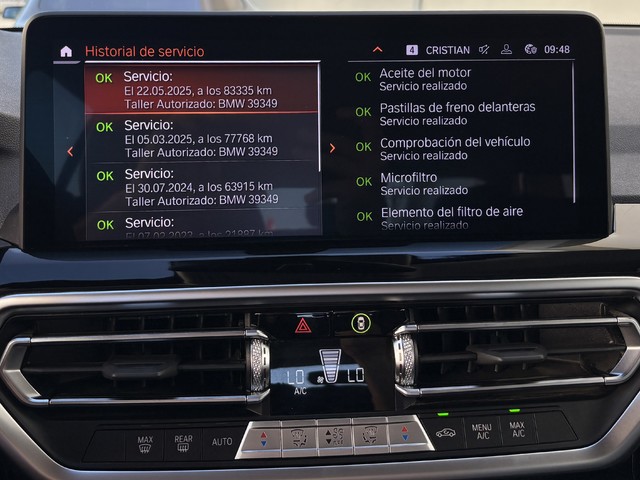 Historial de servicio
4 CRISTIAN 09:48
OK Servicio:
El 22.05.2025, a los 83335 km
Taller Autorizado: BMW 39349
OK Servicio:
El 05.03.2025, a los 77768 km
Taller Autorizado: BMW 39349
OK Servicio:
El 30.07.2024, a los 63915 km
Taller Autorizado: BMW 39349
OK Servicio:
OK Aceite del motor
Servicio realizado
OK Pastillas de freno delanteras
Servicio realizado
OK Comprobación del vehículo
Servicio realizado
OK Microfiltro
Servicio realizado
OK Elemento del filtro de aire
Servicio realizado
LO LO
A/C
MAX
REAR
AUTO
MENU
A/C
MAX
A/C